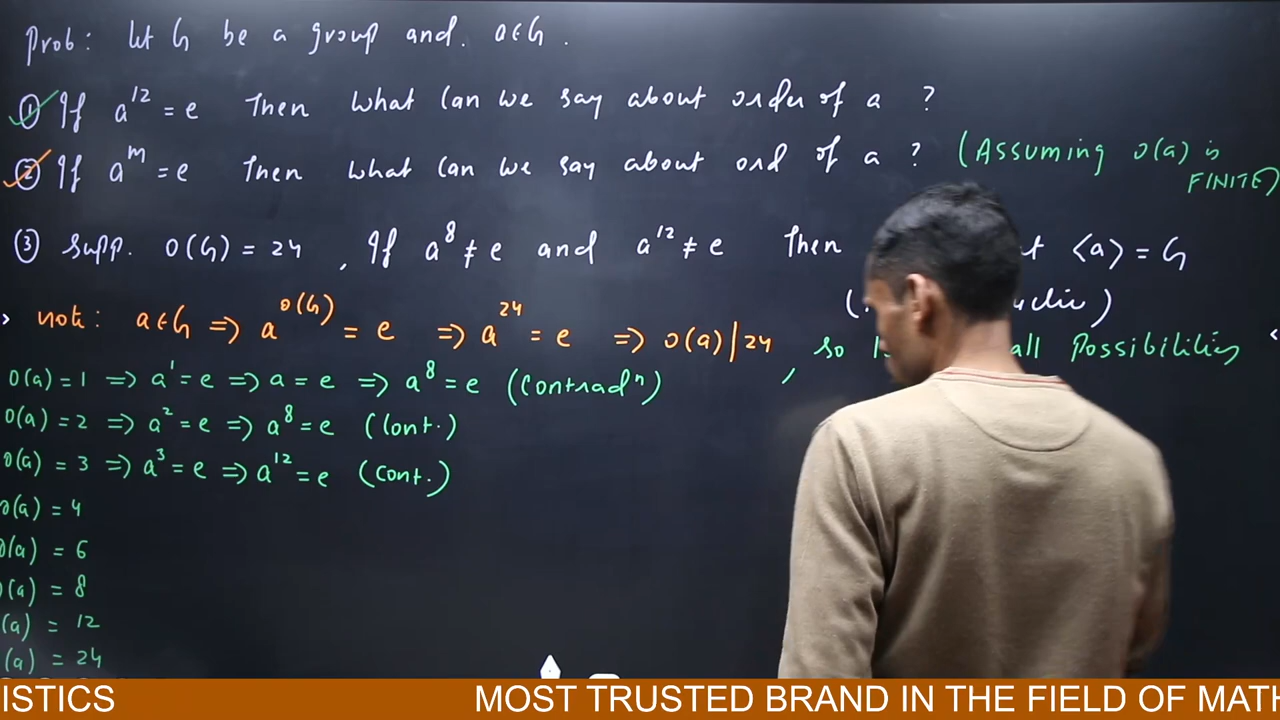 Prob: let G be a group and. a∈G.
① If a^12 = e Then What Can we say about order of a ?
② If a^m = e Then what can we say about ord of a ? (Assuming o(a) is
FINITE)
③ Supp. O(G) = 24 , If a^8 ≠ e and a^12 ≠ e Then ⟨a⟩ = G
note: a∈G => a^o(G) = e => a^24 = e => o(a)|24 , so all Possibilities
o(a) = 1 => a^1 = e => a = e => a^8 = e (Contrad^n)
o(a) = 2 => a^2 = e => a^8 = e (Cont.)
o(a) = 3 => a^3 = e => a^12 = e (Cont.)
o(a) = 4
o(a) = 6
(a) = 8
(a) = 12
(a) = 24
ISTICS MOST TRUSTED BRAND IN THE FIELD OF MATH